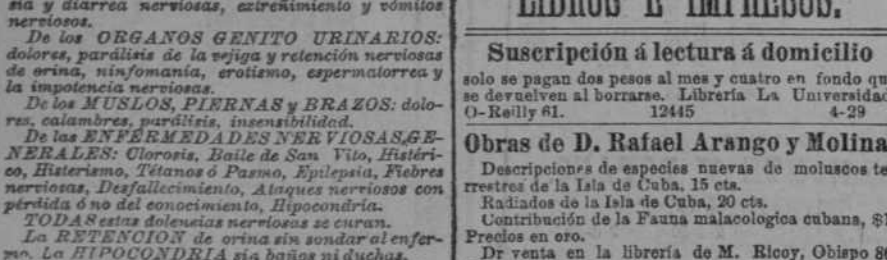 sia y diarrea nerviosas, extreñimiento y vómitos
nerviosos.
De los ORGANOS GENITO URINARIOS:
dolores, parálisis de la vejiga y retención nerviosas
de orina, ninfomanía, erotismo, espermatorrea y
la impotencia nerviosas.
De los MUSLOS, PIERNAS y BRAZOS: dolo-
res, calambres, parálisis, insensibilidad.
De las ENFERMEDADES NERVIOSAS GE-
NERALES: Clorosis, Baile de San Vito, Histéri-
co, Histerismo, Tétanos ó Pasmo, Epilepsia, Fiebres
nerviosas, Desfallecimiento, Ataques nerviosos con
pérdida ó no del conocimiento, Hipocondría.
TODAS estas dolencias nerviosas se curan.
La RETENCION de orina sin sondar al enfer-
mo. La HIPOCONDRIA sin baños ni duchas.
LIBROS E IMPRESOS.
Suscripción á lectura á domicilio
solo se pagan dos pesos al mes y cuatro en fondo qu
se devuelven al borrarse. Librería La Universidad
O-Reilly 61. 12445 4-29
Obras de D. Rafael Arango y Molina
Descripciones de especies nuevas de moluscos te
rrestres de la Isla de Cuba, 15 cts.
Radiados de la Isla de Cuba, 20 cts.
Contribución de la Fauna malacologica cubana, $
Precios en oro.
De venta en la librería de M. Ricoy, Obispo 8